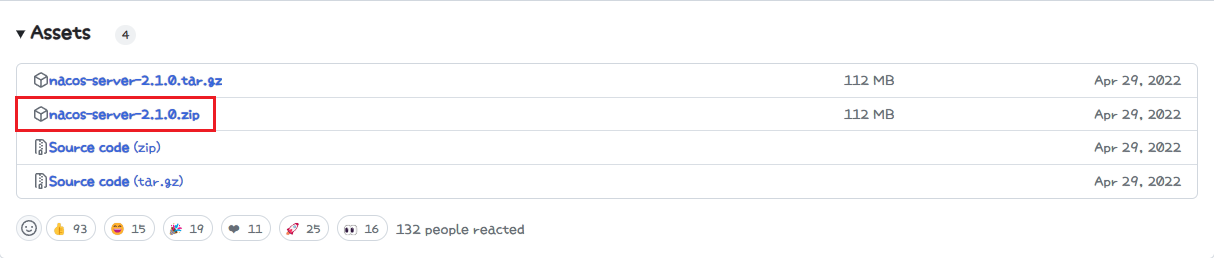 Assets 4
nacos-server-2.1.0.tar.gz 112 MB Apr 29, 2022
nacos-server-2.1.0.zip 112 MB Apr 29, 2022
Source code (zip) Apr 29, 2022
Source code (tar.gz) Apr 29, 2022
👍 93 😄 15 🎉 19 ❤️ 11 🚀 25 👀 16 132 people reacted